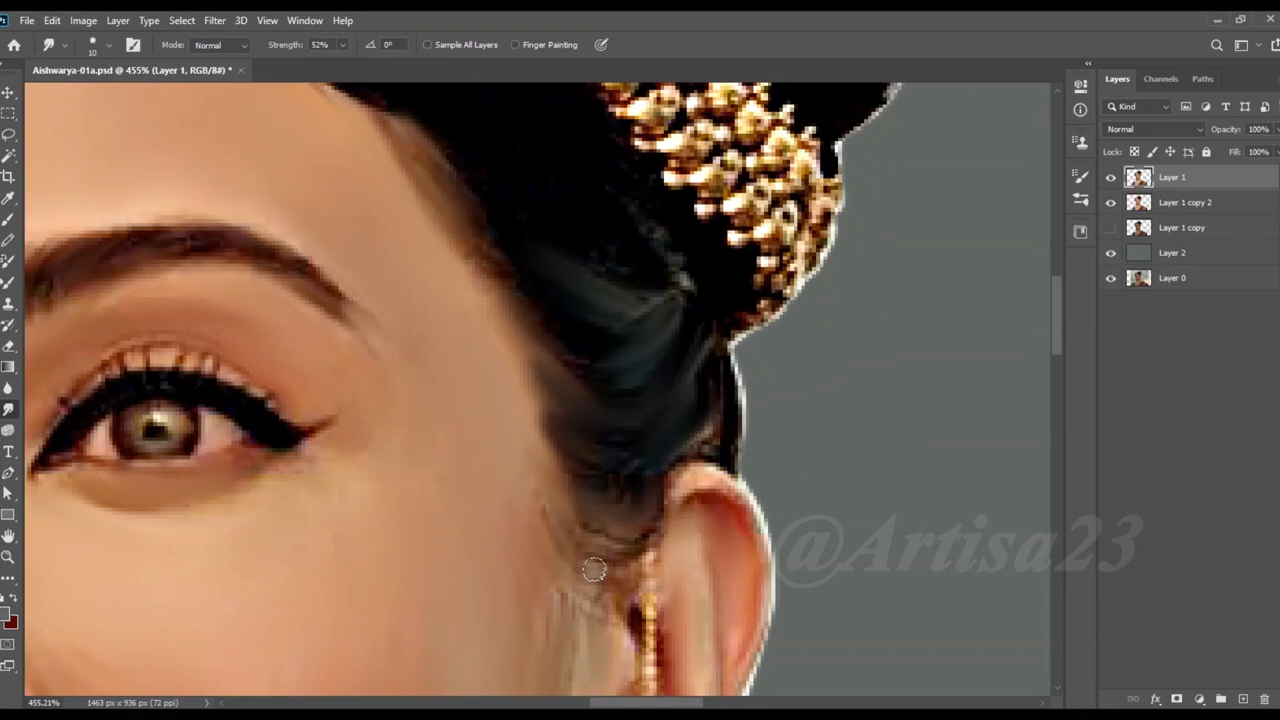 Ps File Edit Image Layer Type Select Filter 3D View Window Help
10 Mode: Normal Strength: 52% 0° Sample All Layers Finger Painting
Aishwarya-01a.psd @ 455% (Layer 1, RGB/8#) * ×
Layers Channels Paths
Kind
Normal Opacity: 100%
Lock: Fill: 100%
Layer 1
Layer 1 copy 2
Layer 1 copy
Layer 2
Layer 0
@Artisa23
455.21% 1463 px x 936 px (72 ppi)